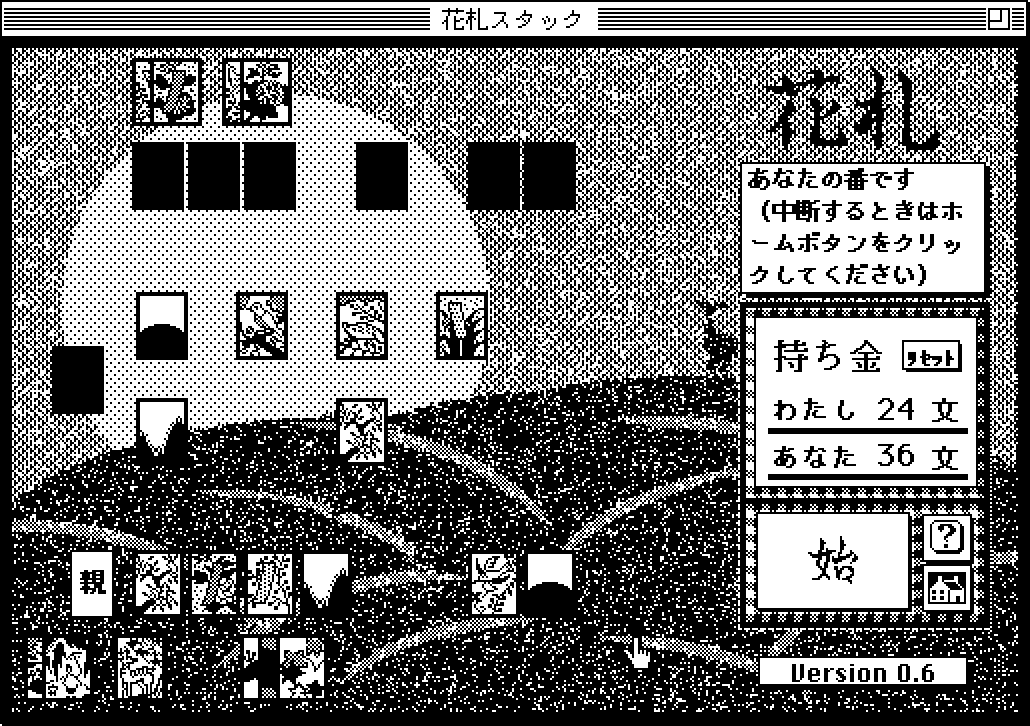 花札スタック
花札
あなたの番です
(中断するときはホ
ームボタンをクリッ
クしてください)
持ち金 リセット
わたし 24 文
あなた 36 文
始 ?
親
Version 0.6